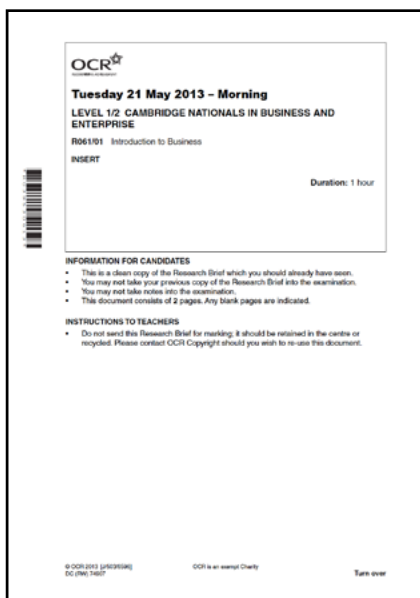 OCR
Tuesday 21 May 2013 – Morning
LEVEL 1/2 CAMBRIDGE NATIONALS IN BUSINESS AND
ENTERPRISE
R061/01 Introduction to Business
INSERT
Duration: 1 hour
INFORMATION FOR CANDIDATES
• This is a clean copy of the Research Brief which you should already have seen.
• You may not take your previous copy of the Research Brief into the examination.
• You may not take notes into the examination.
• This document consists of 2 pages. Any blank pages are indicated.
INSTRUCTIONS TO TEACHERS
• Do not send this Research Brief for marking; it should be retained in the centre or
recycled. Please contact OCR Copyright should you wish to re-use this document.
© OCR 2013
OCR is an exempt Charity
DC
Turn over